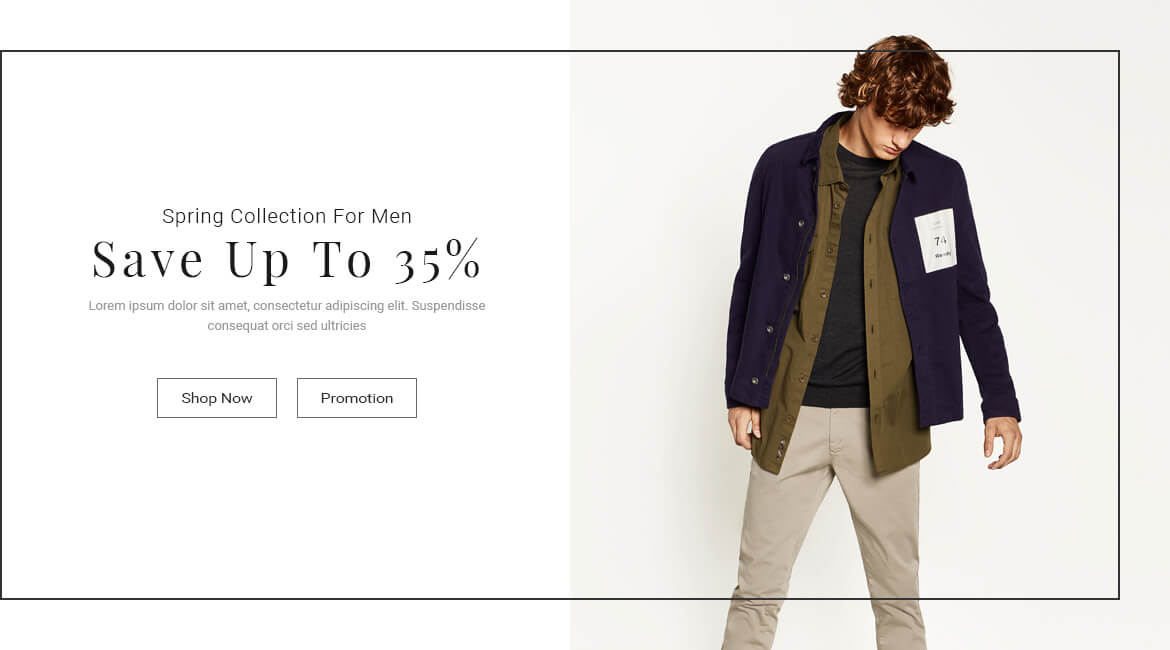 Spring Collection For Men
Save Up To 35%
Lorem ipsum dolor sit amet, consectetur adipiscing elit. Suspendisse
consequat orci sed ultricies
Shop Now
Promotion